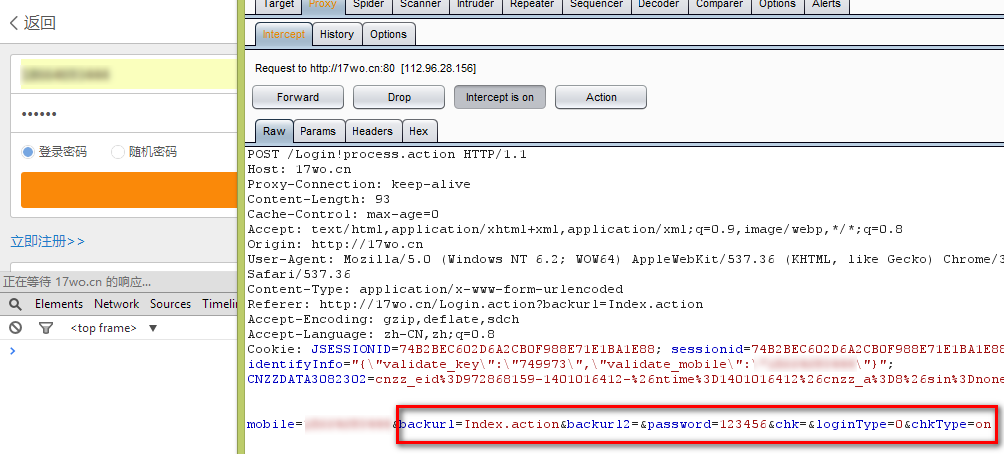 返回
登录密码 随机密码
立即注册>>
正在等待 17wo.cn 的响应...
Elements Network Sources Timeline
<top frame>
Target Proxy Spider Scanner Intruder Repeater Sequencer Decoder Comparer Options Alerts
Intercept History Options
Request to http://17wo.cn:80 [112.96.28.156]
Forward Drop Intercept is on Action
Raw Params Headers Hex
POST /Login!process.action HTTP/1.1
Host: 17wo.cn
Proxy-Connection: keep-alive
Content-Length: 93
Cache-Control: max-age=0
Accept: text/html,application/xhtml+xml,application/xml;q=0.9,image/webp,*/*;q=0.8
Origin: http://17wo.cn
User-Agent: Mozilla/5.0 (Windows NT 6.2; WOW64) AppleWebKit/537.36 (KHTML, like Gecko) Chrome/3
Safari/537.36
Content-Type: application/x-www-form-urlencoded
Referer: http://17wo.cn/Login.action?backurl=Index.action
Accept-Encoding: gzip,deflate,sdch
Accept-Language: zh-CN,zh;q=0.8
Cookie: JSESSIONID=74B2BEC602D6A2CB0F988E71E1BA1E88; sessionid=74B2BEC602D6A2CB0F988E71E1BA1E88
identifyInfo="{\"validate_key\":\"749973\",\"validate_mobile\":\" \"}";
CNZZDATA3082302=cnzz_eid%3D972868159-1401016412-%26ntime%3D1401016412%26cnzz_a%3D8%26sin%3Dnone
mobile= &backurl=Index.action&backurl2=&password=123456&chk=&loginType=0&chkType=on